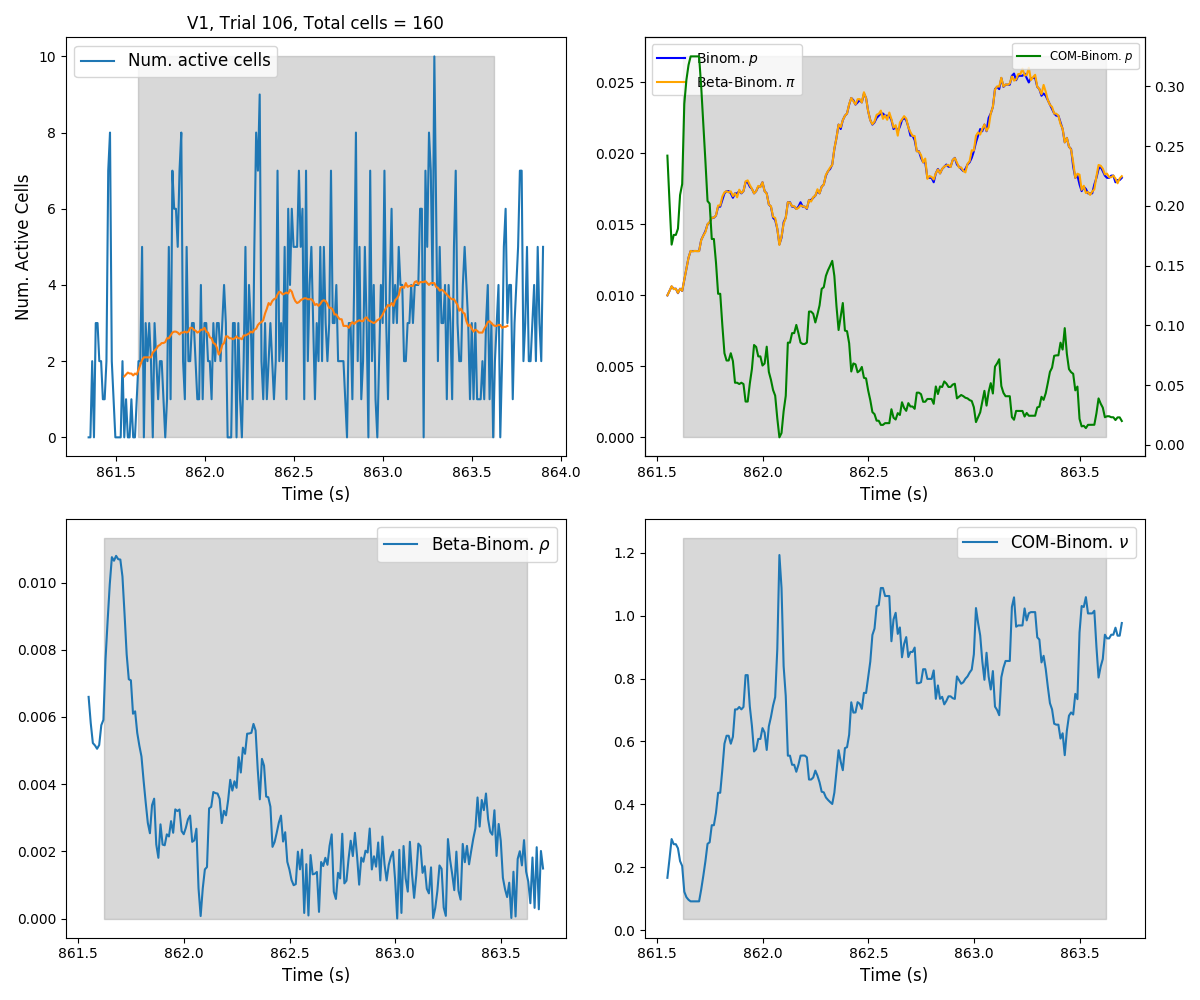 V1, Trial 106, Total cells = 160
Num. active cells
Num. Active Cells
10
8
6
4
2
0
861.5 862.0 862.5 863.0 863.5 864.0
Time (s)
Binom. p
Beta-Binom. π
COM-Binom. p
0.025
0.020
0.015
0.010
0.005
0.000
0.30
0.25
0.20
0.15
0.10
0.05
0.00
861.5 862.0 862.5 863.0 863.5
Time (s)
Beta-Binom. ρ
0.010
0.008
0.006
0.004
0.002
0.000
861.5 862.0 862.5 863.0 863.5
Time (s)
COM-Binom. ν
1.2
1.0
0.8
0.6
0.4
0.2
0.0
861.5 862.0 862.5 863.0 863.5
Time (s)